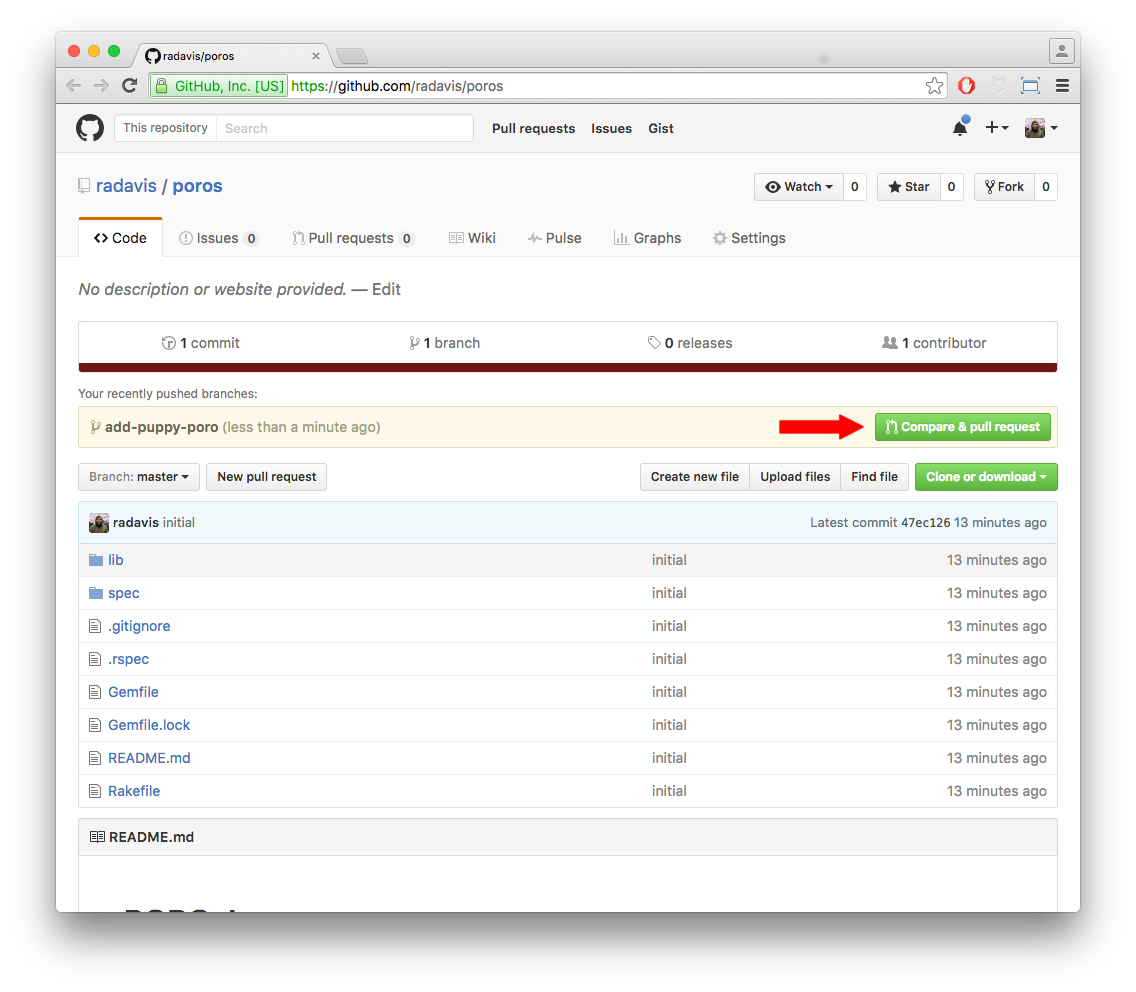 radavis/poros
GitHub, Inc. [US] https://github.com/radavis/poros
This repository Search Pull requests Issues Gist
radavis / poros Watch 0 Star 0 Fork 0
Code Issues 0 Pull requests 0 Wiki Pulse Graphs Settings
No description or website provided. — Edit
1 commit 1 branch 0 releases 1 contributor
Your recently pushed branches:
add-puppy-poro (less than a minute ago) Compare & pull request
Branch: master New pull request Create new file Upload files Find file Clone or download
radavis initial Latest commit 47ec126 13 minutes ago
lib initial 13 minutes ago
spec initial 13 minutes ago
.gitignore initial 13 minutes ago
.rspec initial 13 minutes ago
Gemfile initial 13 minutes ago
Gemfile.lock initial 13 minutes ago
README.md initial 13 minutes ago
Rakefile initial 13 minutes ago
README.md